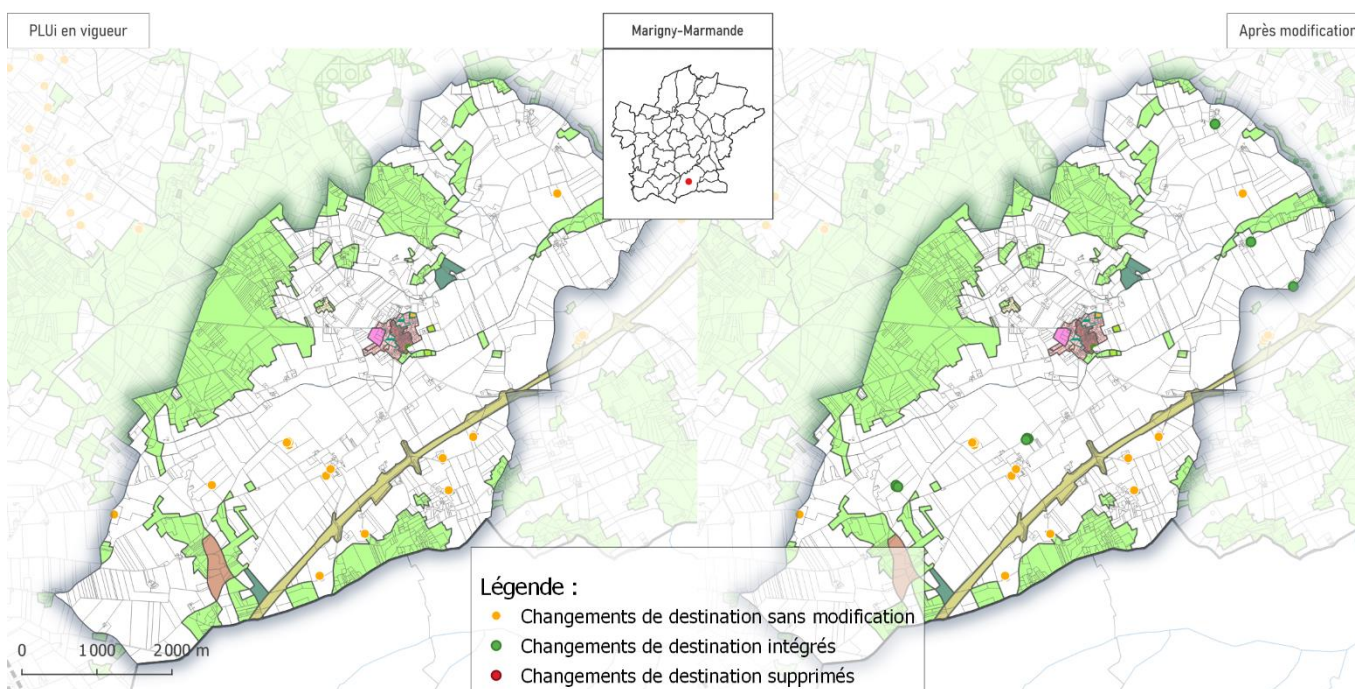 PLUi en vigueur
Marigny-Marmande
Après modification
Légende :
Changements de destination sans modification
Changements de destination intégrés
Changements de destination supprimés
0 1 000 2 000 m